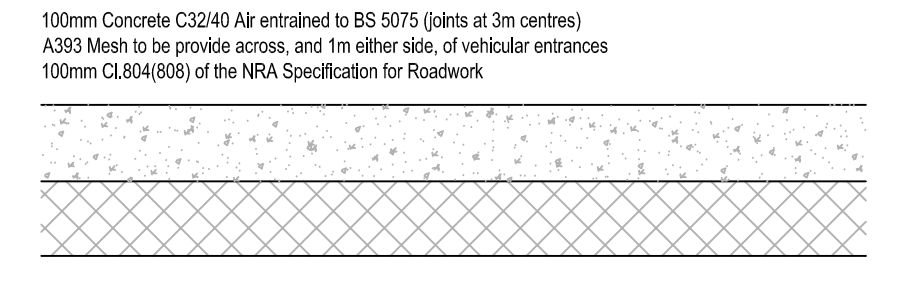 100mm Concrete C32/40 Air entrained to BS 5075 (joints at 3m centres)
A393 Mesh to be provide across, and 1m either side, of vehicular entrances
100mm Cl.804(808) of the NRA Specification for Roadwork